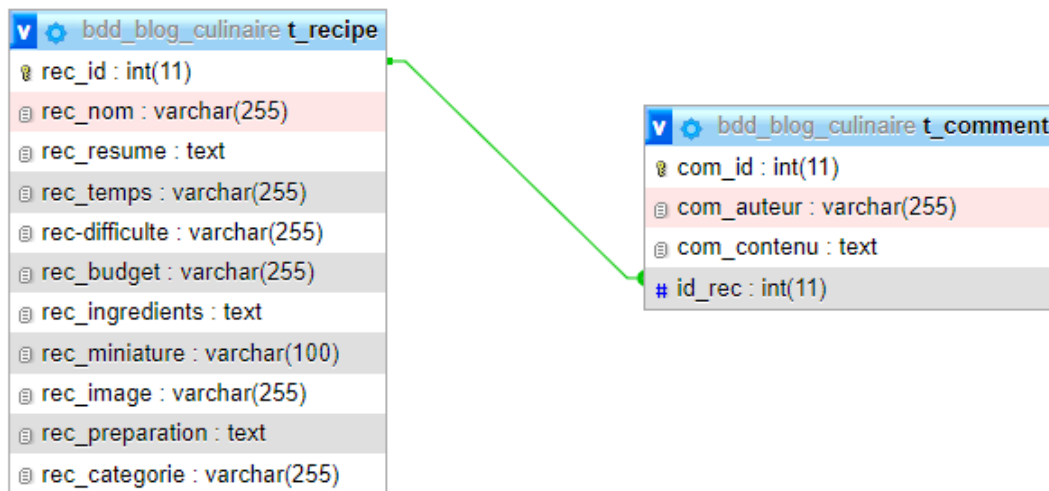 v bdd_blog_culinaire t_recipe
rec_id : int(11)
rec_nom : varchar(255)
rec_resume : text
rec_temps : varchar(255)
rec-difficulte : varchar(255)
rec_budget : varchar(255)
rec_ingredients : text
rec_miniature : varchar(100)
rec_image : varchar(255)
rec_preparation : text
rec_categorie : varchar(255)
v bdd_blog_culinaire t_comment
com_id : int(11)
com_auteur : varchar(255)
com_contenu : text
# id_rec : int(11)